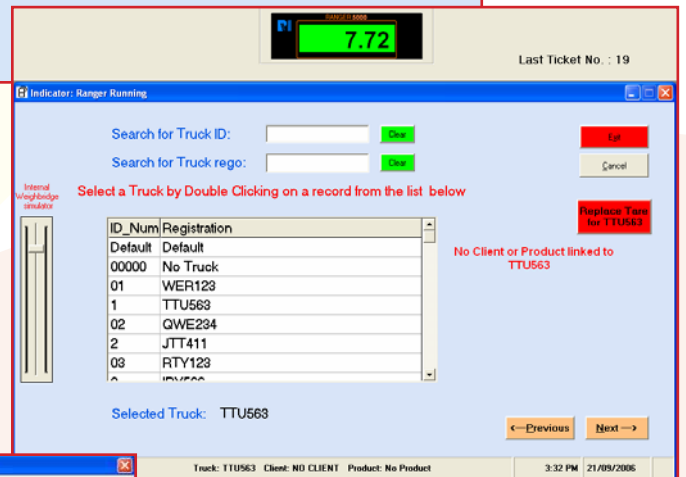 RANGER 5000
7.72
Last Ticket No. : 19
Indicator: Ranger Running
Search for Truck ID:
Clear
Exit
Search for Truck rego:
Clear
Cancel
Internal
Weighbridge
simulator
Select a Truck by Double Clicking on a record from the list below
Replace Tare
for TTU563
ID_Num Registration
Default Default
00000 No Truck
01 WER123
1 TTU563
02 QWE234
2 JTT411
03 RTY123
No Client or Product linked to
TTU563
Selected Truck: TTU563
<--Previous
Next -->
Truck: TTU563 Client: NO CLIENT Product: No Product
3:32 PM 21/09/2006